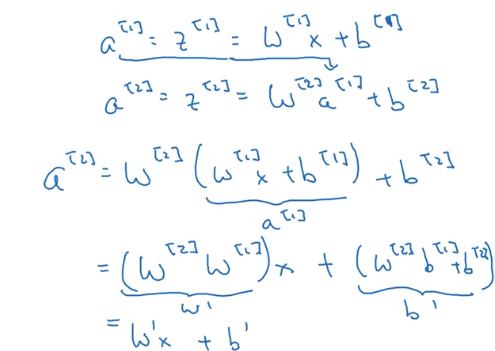 a^[1] = z^[1] = W^[1] x + b^[1]
a^[2] = z^[2] = W^[2] a^[1] + b^[2]
a^[2] = W^[2] (W^[1] x + b^[1]) + b^[2]
a^[1]
= (W^[2] W^[1]) x + (W^[2] b^[1] + b^[2])
W' b'
= W'x + b'